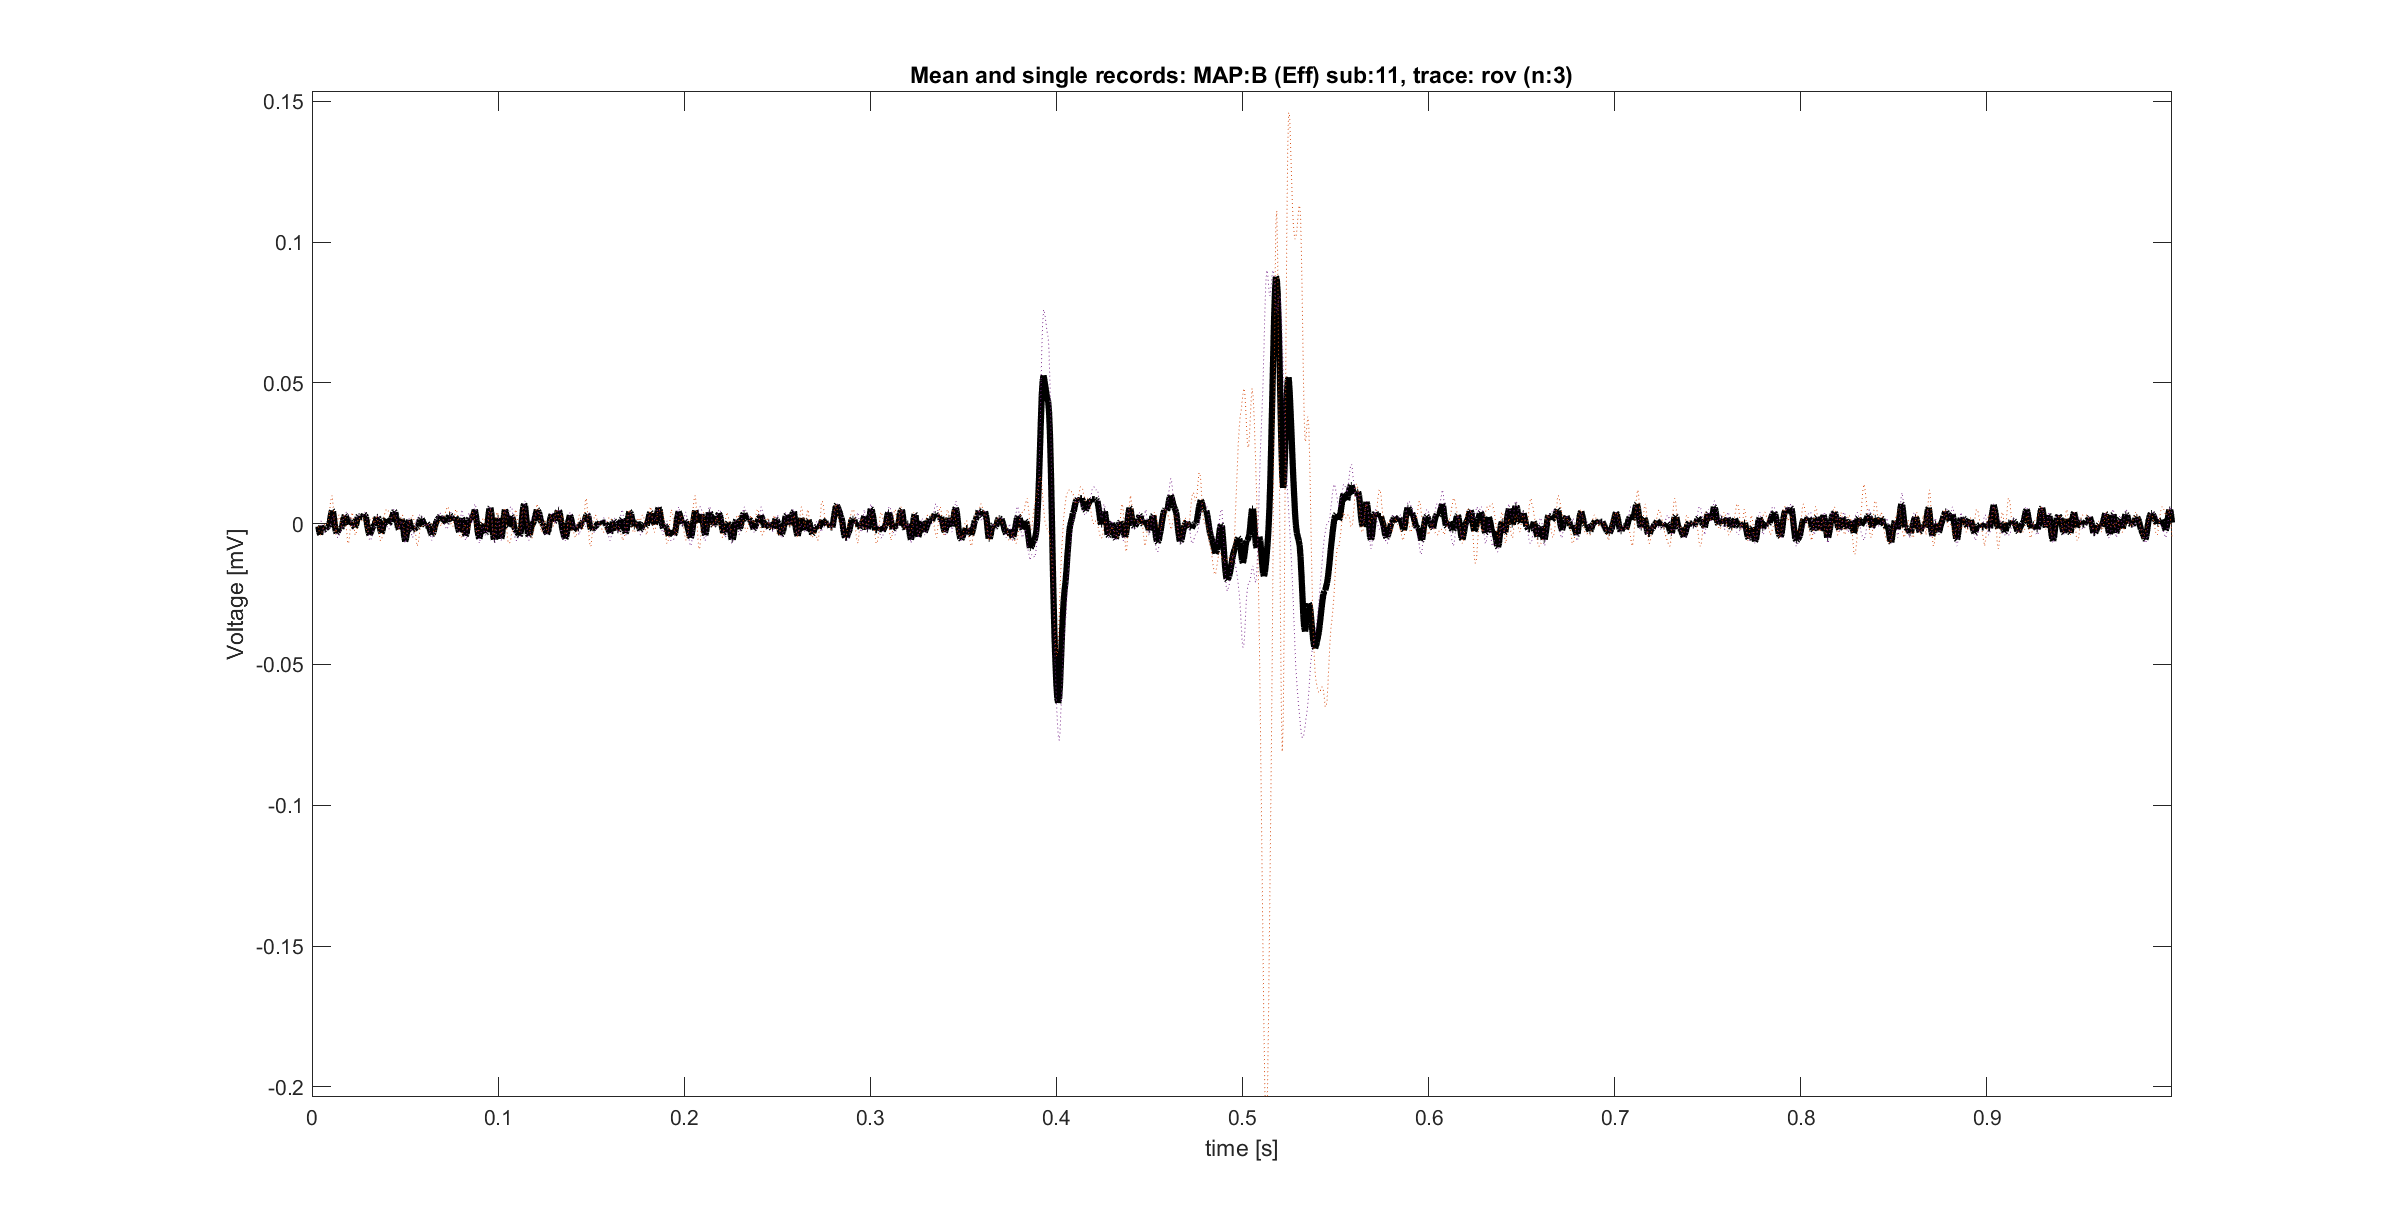 Mean and single records: MAP:B (Eff) sub:11, trace: rov (n:3)
0.15
0.1
0.05
0
-0.05
-0.1
-0.15
-0.2
Voltage [mV]
0 0.1 0.2 0.3 0.4 0.5 0.6 0.7 0.8 0.9
time [s]